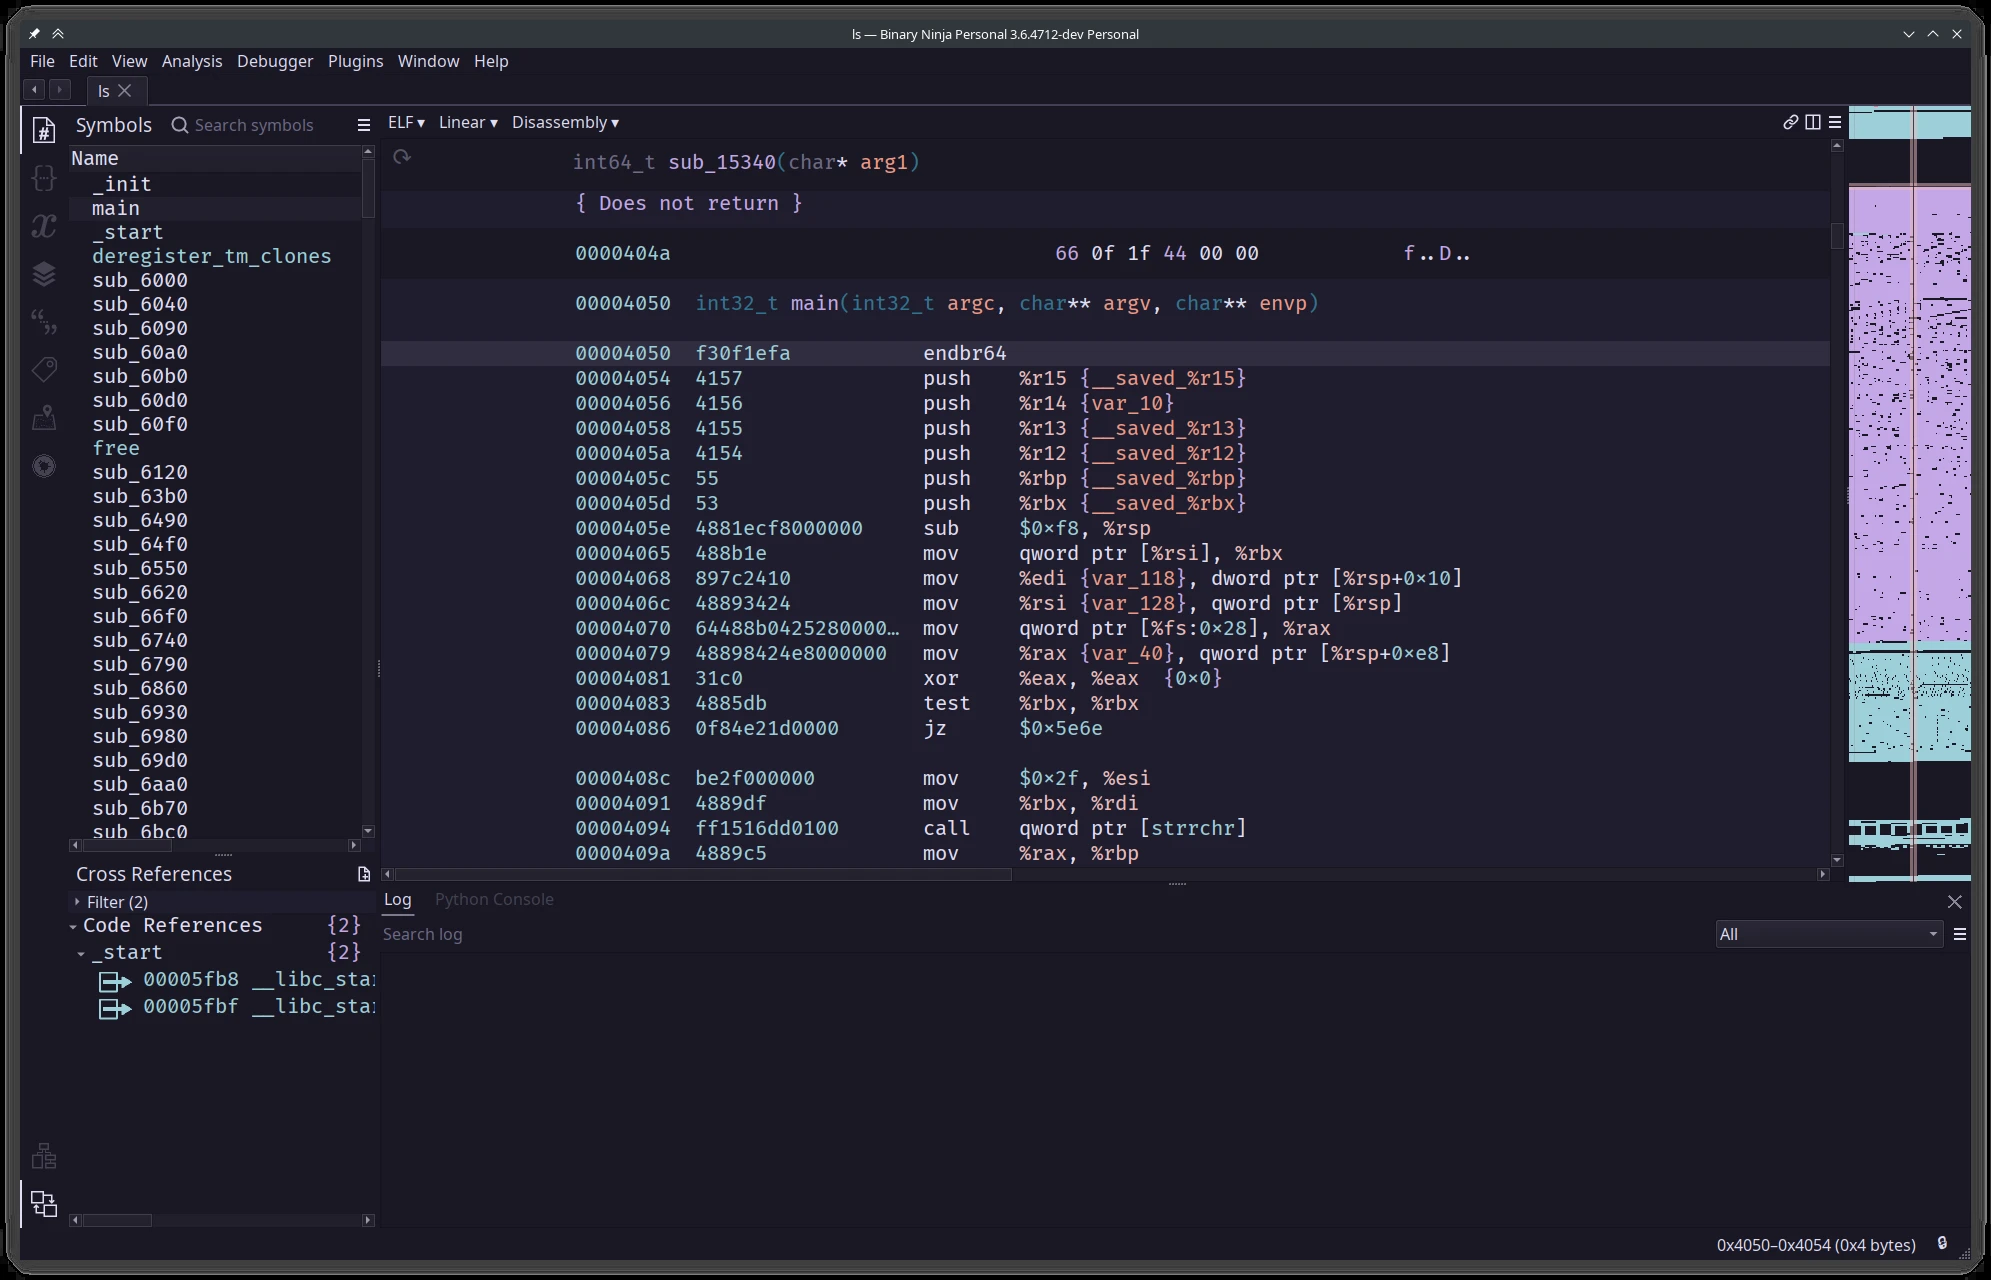 ls — Binary Ninja Personal 3.6.4712-dev Personal
File Edit View Analysis Debugger Plugins Window Help
ls
Symbols Search symbols
Name
_init
main
_start
deregister_tm_clones
sub_6000
sub_6040
sub_6090
sub_60a0
sub_60b0
sub_60d0
sub_60f0
free
sub_6120
sub_63b0
sub_6490
sub_64f0
sub_6550
sub_6620
sub_66f0
sub_6740
sub_6790
sub_6860
sub_6930
sub_6980
sub_69d0
sub_6aa0
sub_6b70
sub_6bc0
Cross References
Filter (2)
Code References {2}
_start {2}
00005fb8 __libc_star
00005fbf __libc_star
ELF ▾ Linear ▾ Disassembly ▾
int64_t sub_15340(char* arg1)
{ Does not return }
0000404a 66 0f 1f 44 00 00 f..D..
00004050 int32_t main(int32_t argc, char** argv, char** envp)
00004050 f30f1efa endbr64
00004054 4157 push %r15 {__saved_%r15}
00004056 4156 push %r14 {var_10}
00004058 4155 push %r13 {__saved_%r13}
0000405a 4154 push %r12 {__saved_%r12}
0000405c 55 push %rbp {__saved_%rbp}
0000405d 53 push %rbx {__saved_%rbx}
0000405e 4881ecf8000000 sub $0×f8, %rsp
00004065 488b1e mov qword ptr [%rsi], %rbx
00004068 897c2410 mov %edi {var_118}, dword ptr [%rsp+0×10]
0000406c 48893424 mov %rsi {var_128}, qword ptr [%rsp]
00004070 64488b0425280000… mov qword ptr [%fs:0×28], %rax
00004079 48898424e8000000 mov %rax {var_40}, qword ptr [%rsp+0×e8]
00004081 31c0 xor %eax, %eax {0×0}
00004083 4885db test %rbx, %rbx
00004086 0f84e21d0000 jz $0×5e6e
0000408c be2f000000 mov $0×2f, %esi
00004091 4889df mov %rbx, %rdi
00004094 ff1516dd0100 call qword ptr [strrchr]
0000409a 4889c5 mov %rax, %rbp
Log Python Console
Search log All
0x4050–0x4054 (0x4 bytes)